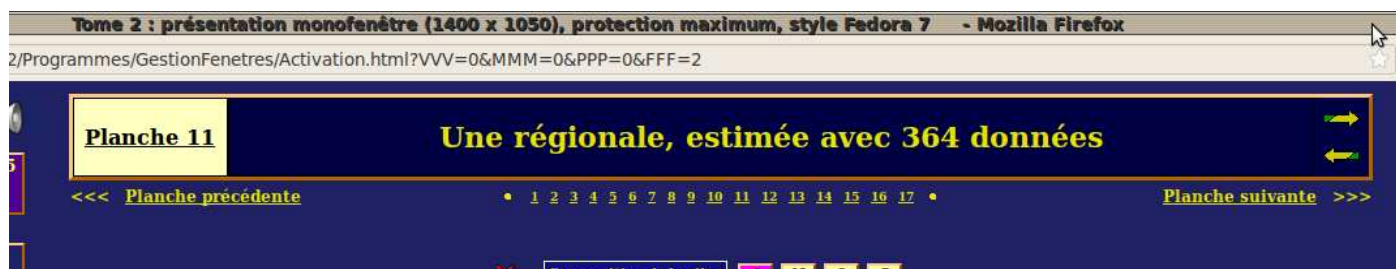 Tome 2 : présentation monofenêtre (1400 x 1050), protection maximum, style Fedora 7 - Mozilla Firefox
2/Programmes/GestionFenetres/Activation.html?VVV=0&MMM=0&PPP=0&FFF=2
Planche 11
Une régionale, estimée avec 364 données
5
<<< Planche précédente
• 1 2 3 4 5 6 7 8 9 10 11 12 13 14 15 16 17 •
Planche suivante >>>